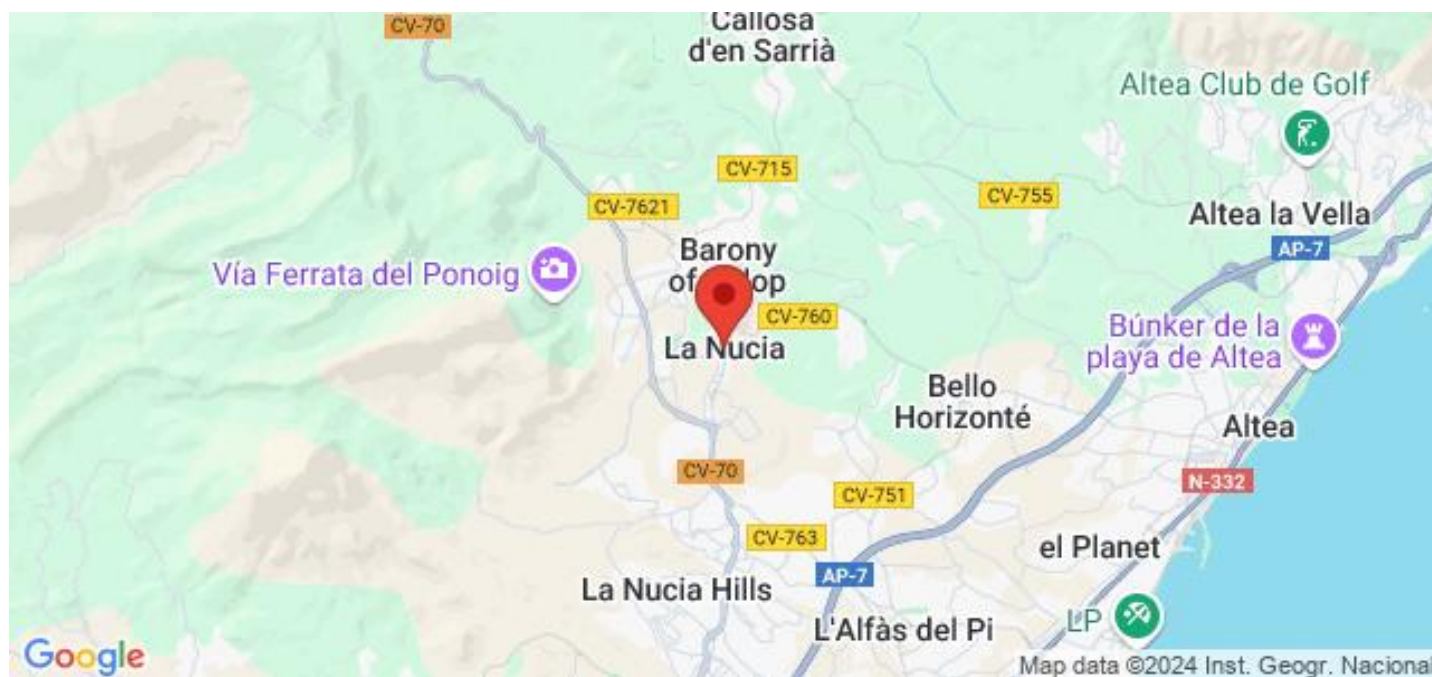 CV-70
Callosa
d'en Sarrià
Altea Club de Golf
CV-715
CV-755
CV-7621
Altea la Vella
AP-7
Barony
of
Vía Ferrata del Ponoig
CV-760
La Nucia
Búnker de la
playa de Altea
Bello
Horizonté
Altea
CV-70
N-332
CV-751
CV-763
el Planet
AP-7
La Nucia Hills
L'Alfàs del Pi
LP
Google
Map data ©2024 Inst. Geogr. Nacional